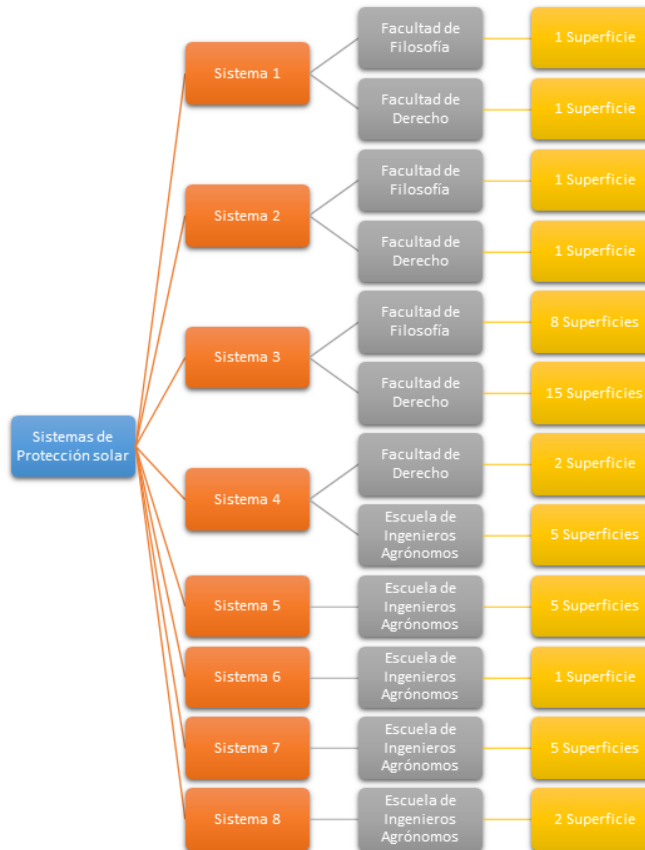 Sistemas de
Protección solar
Sistema 1
Facultad de
Filosofía
1 Superficie
Facultad de
Derecho
1 Superficie
Sistema 2
Facultad de
Filosofía
1 Superficie
Facultad de
Derecho
1 Superficie
Sistema 3
Facultad de
Filosofía
8 Superficies
Facultad de
Derecho
15 Superficies
Sistema 4
Facultad de
Derecho
2 Superficie
Escuela de
Ingenieros
Agrónomos
5 Superficies
Sistema 5
Escuela de
Ingenieros
Agrónomos
5 Superficies
Sistema 6
Escuela de
Ingenieros
Agrónomos
1 Superficie
Sistema 7
Escuela de
Ingenieros
Agrónomos
5 Superficies
Sistema 8
Escuela de
Ingenieros
Agrónomos
2 Superficie